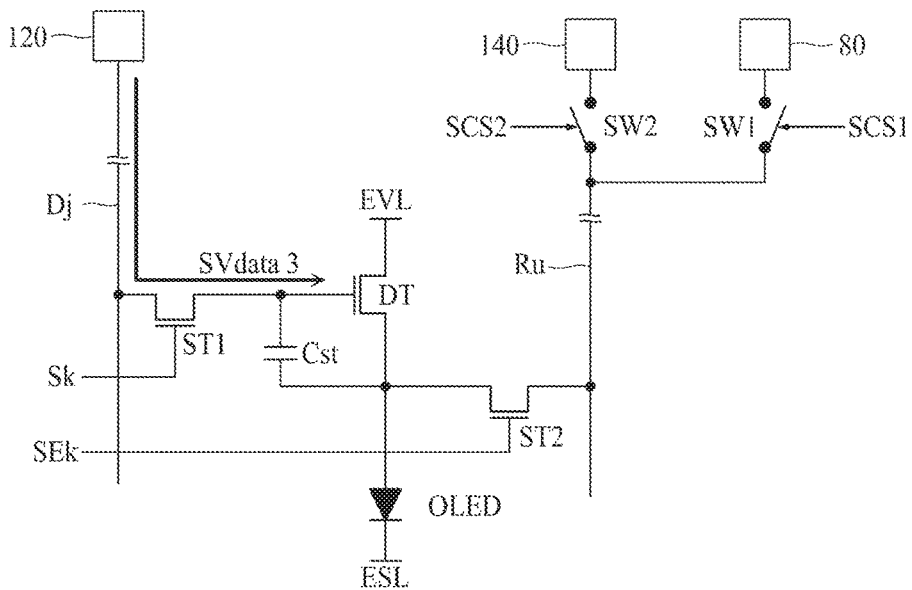 120
140
80
SCS2
SW2
SW1
SCS1
Dj
EVL
SVdata 3
Ru
DT
ST1
Cst
Sk
ST2
SEk
OLED
ESL